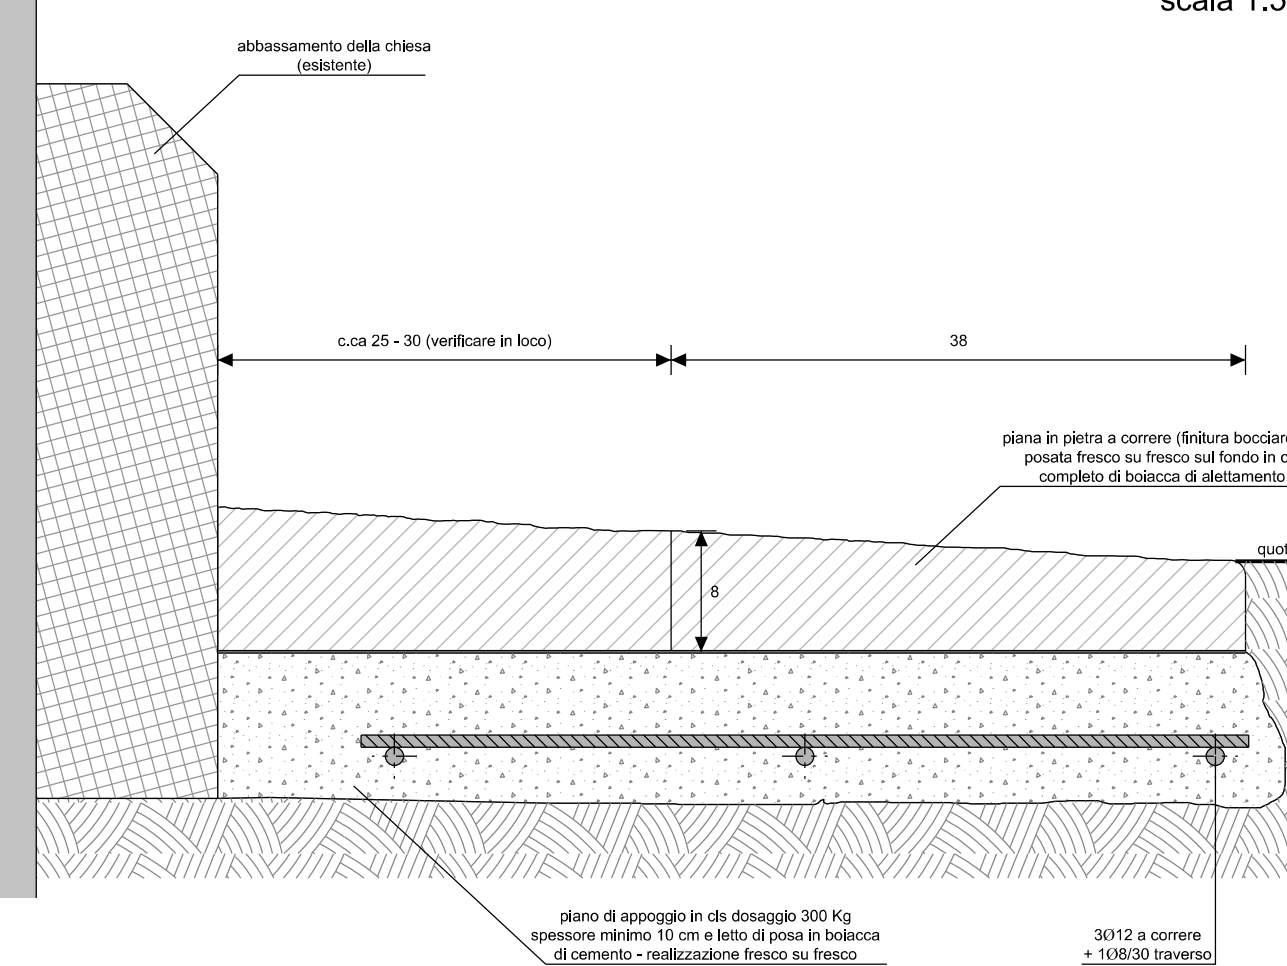 scala 1:5
abbassamento della chiesa
(esistente)
c.ca 25 - 30 (verificare in loco)
38
piana in pietra a correre (finitura
posata fresco su fresco sul fondo in
completo di boiacca di alettamento
8
piano di appoggio in cls dosaggio 300 Kg
spessore minimo 10 cm e letto di posa in boiacca
di cemento - realizzazione fresco su fresco
3Ø12 a correre
+ 1Ø8/30 traverso